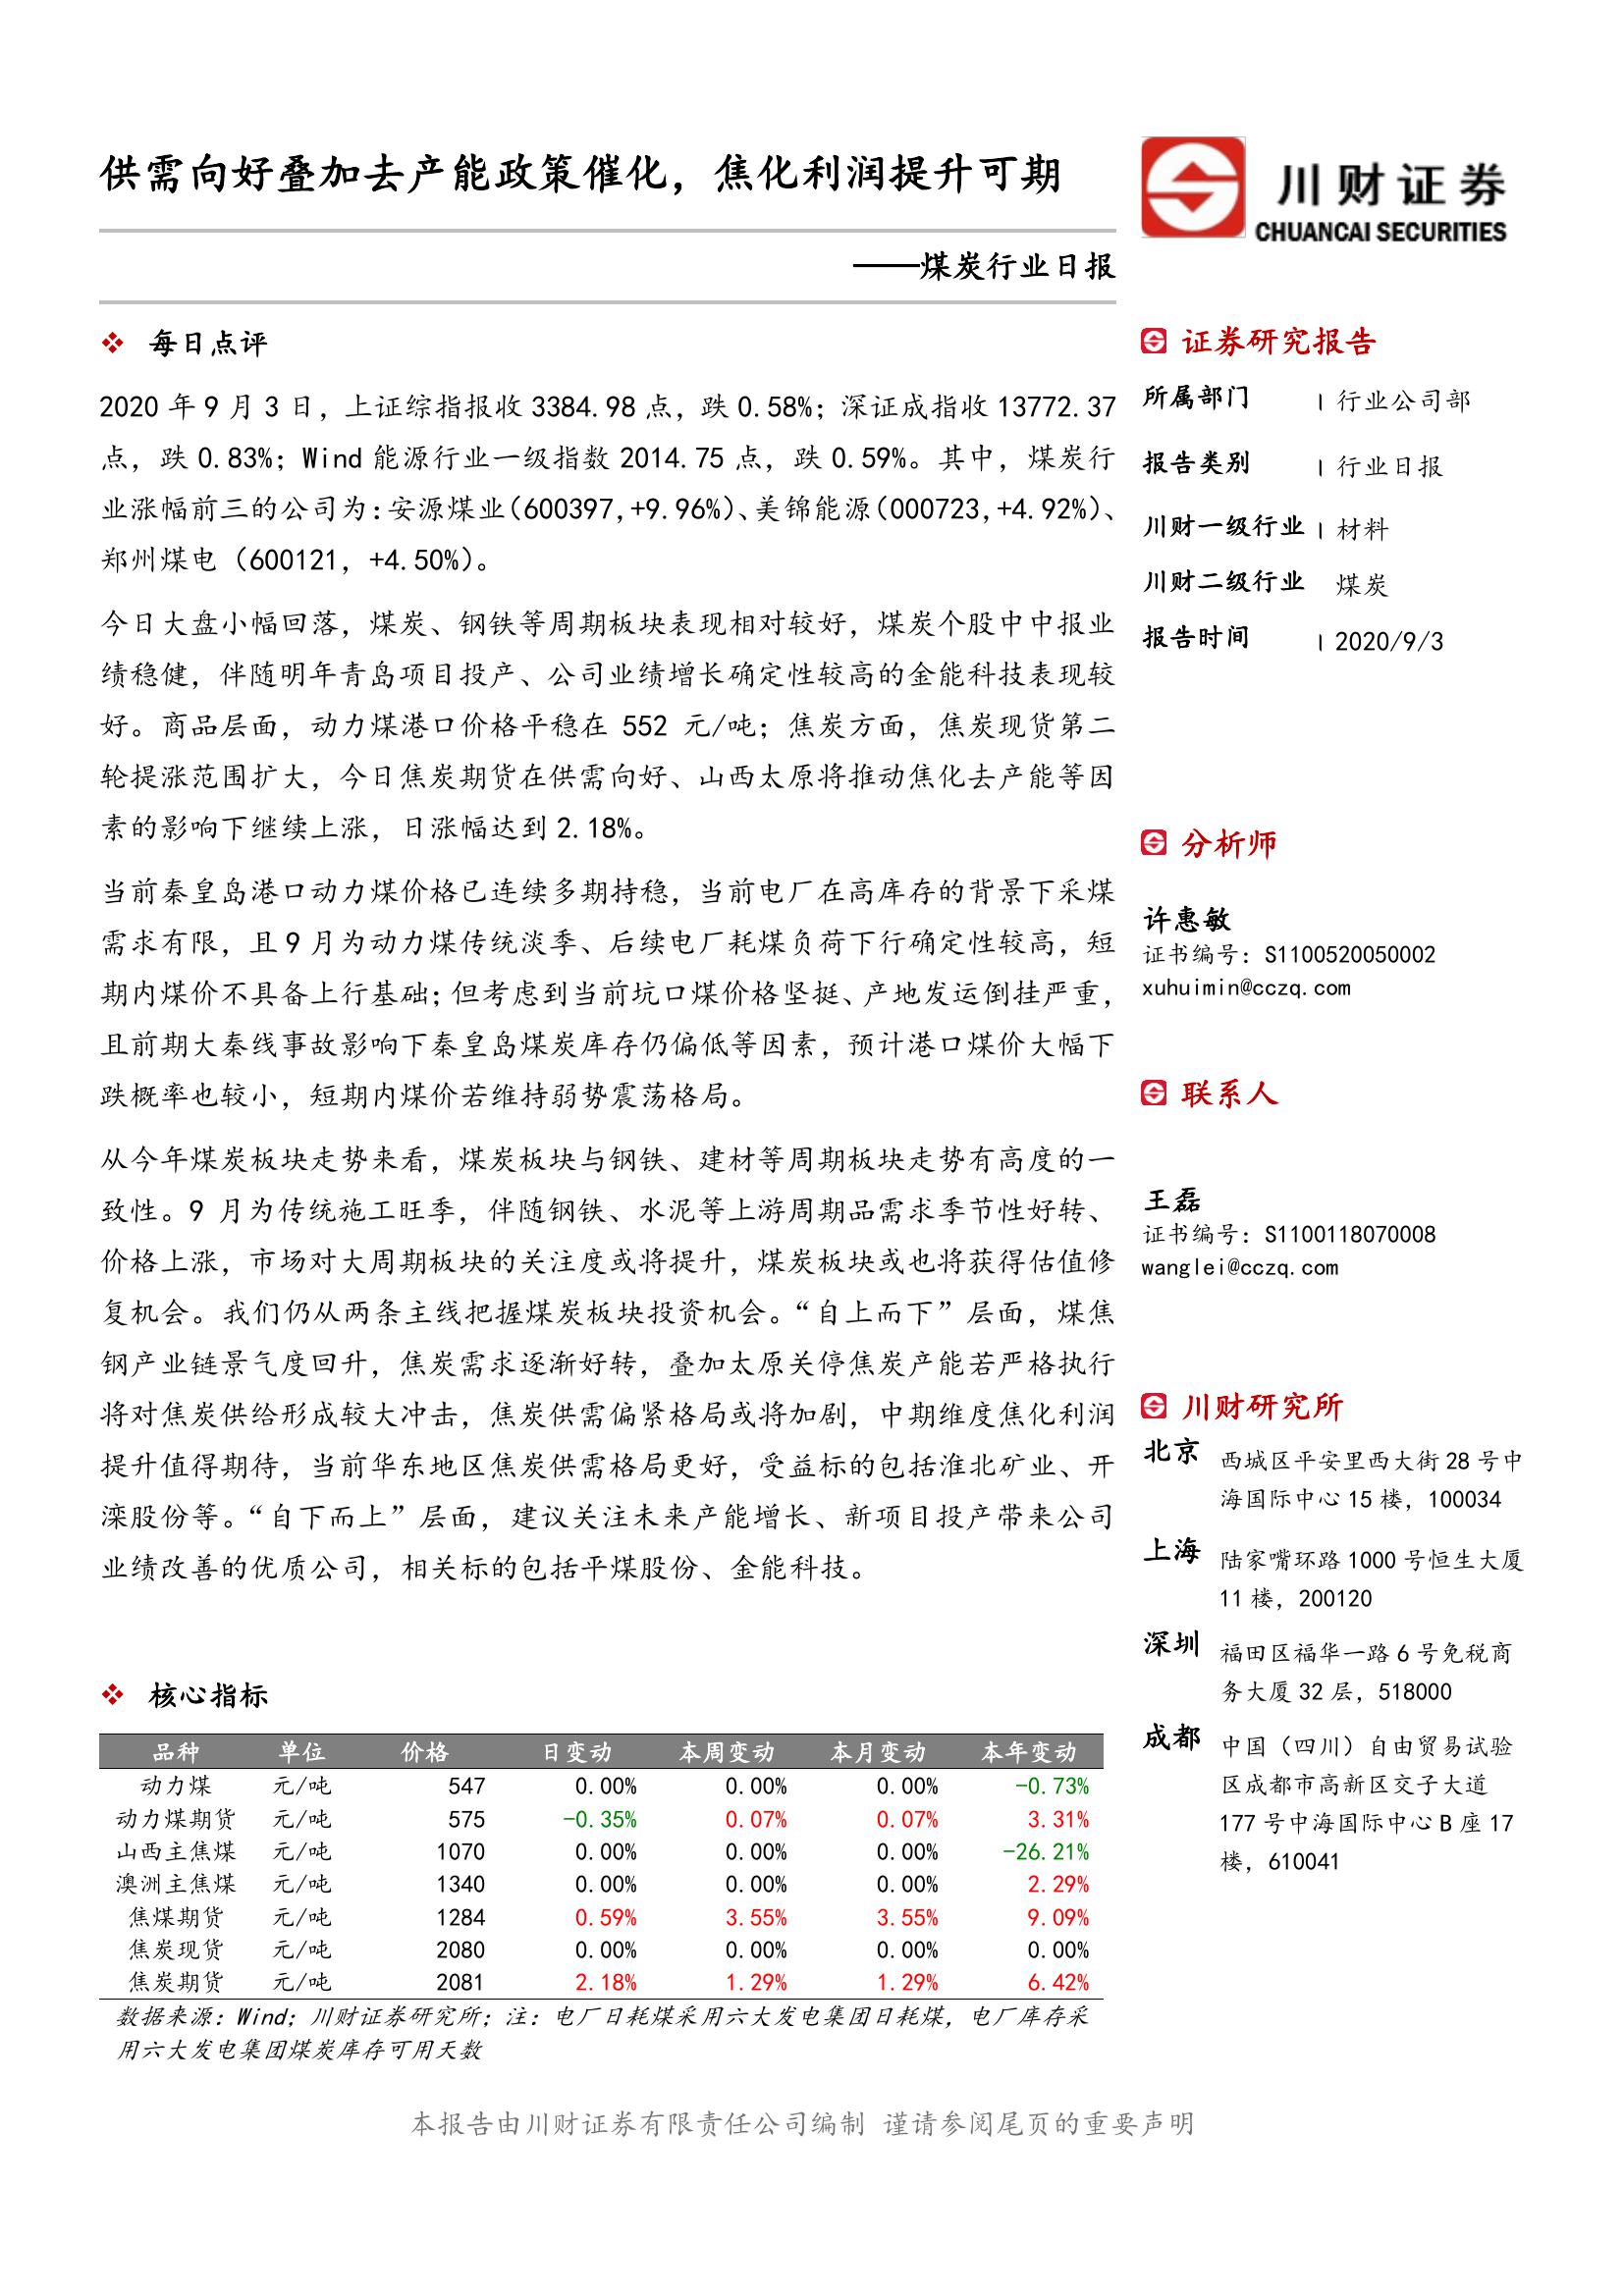 供需向好叠加去产能政策催化，焦化利润提升可期
——煤炭行业日报
每日点评
2020 年 9 月 3 日，上证综指报收 3384.98 点，跌 0.58%；深证成指收 13772.37
点，跌 0.83%；Wind 能源行业一级指数 2014.75 点，跌 0.59%。其中，煤炭行
业涨幅前三的公司为：安源煤业（600397,+9.96%）、美锦能源（000723,+4.92%）、
郑州煤电（600121，+4.50%）。
今日大盘小幅回落，煤炭、钢铁等周期板块表现相对较好，煤炭个股中中报业
绩稳健，伴随明年青岛项目投产、公司业绩增长确定性较高的金能科技表现较
好。商品层面，动力煤港口价格平稳在 552 元/吨；焦炭方面，焦炭现货第二
轮提涨范围扩大，今日焦炭期货在供需向好、山西太原将推动焦化去产能等因
素的影响下继续上涨，日涨幅达到 2.18%。
当前秦皇岛港口动力煤价格已连续多期持稳，当前电厂在高库存的背景下采煤
需求有限，且 9 月为动力煤传统淡季、后续电厂耗煤负荷下行确定性较高，短
期内煤价不具备上行基础；但考虑到当前坑口煤价格坚挺、产地发运倒挂严重，
且前期大秦线事故影响下秦皇岛煤炭库存仍偏低等因素，预计港口煤价大幅下
跌概率也较小，短期内煤价若维持弱势震荡格局。
从今年煤炭板块走势来看，煤炭板块与钢铁、建材等周期板块走势有高度的一
致性。9 月为传统施工旺季，伴随钢铁、水泥等上游周期品需求季节性好转、
价格上涨，市场对大周期板块的关注度或将提升，煤炭板块或也将获得估值修
复机会。我们仍从两条主线把握煤炭板块投资机会。“自上而下”层面，煤焦
钢产业链景气度回升，焦炭需求逐渐好转，叠加太原关停焦炭产能若严格执行
将对焦炭供给形成较大冲击，焦炭供需偏紧格局或将加剧，中期维度焦化利润
提升值得期待，当前华东地区焦炭供需格局更好，受益标的包括淮北矿业、开
滦股份等。“自下而上”层面，建议关注未来产能增长、新项目投产带来公司
业绩改善的优质公司，相关标的包括平煤股份、金能科技。
核心指标
品种 单位 价格 日变动 本周变动 本月变动 本年变动
动力煤 元/吨 547 0.00% 0.00% 0.00% -0.73%
动力煤期货 元/吨 575 -0.35% 0.07% 0.07% 3.31%
山西主焦煤 元/吨 1070 0.00% 0.00% 0.00% -26.21%
澳洲主焦煤 元/吨 1340 0.00% 0.00% 0.00% 2.29%
焦煤期货 元/吨 1284 0.59% 3.55% 3.55% 9.09%
焦炭现货 元/吨 2080 0.00% 0.00% 0.00% 0.00%
焦炭期货 元/吨 2081 2.18% 1.29% 1.29% 6.42%
数据来源：Wind；川财证券研究所；注：电厂日耗煤采用六大发电集团日耗煤，电厂库存采
用六大发电集团煤炭库存可用天数
川财证券
CHUANCAI SECURITIES
证券研究报告
所属部门 | 行业公司部
报告类别 | 行业日报
川财一级行业 | 材料
川财二级行业 煤炭
报告时间 | 2020/9/3
分析师
许惠敏
证书编号：S1100520050002
xuhuimin@cczq.com
联系人
王磊
证书编号：S1100118070008
wanglei@cczq.com
川财研究所
北京 西城区平安里西大街 28 号中
海国际中心 15 楼，100034
上海 陆家嘴环路 1000 号恒生大厦
11 楼，200120
深圳 福田区福华一路 6 号免税商
务大厦 32 层，518000
成都 中国（四川）自由贸易试验
区成都市高新区交子大道
177 号中海国际中心 B 座 17
楼，610041
本报告由川财证券有限责任公司编制 谨请参阅尾页的重要声明